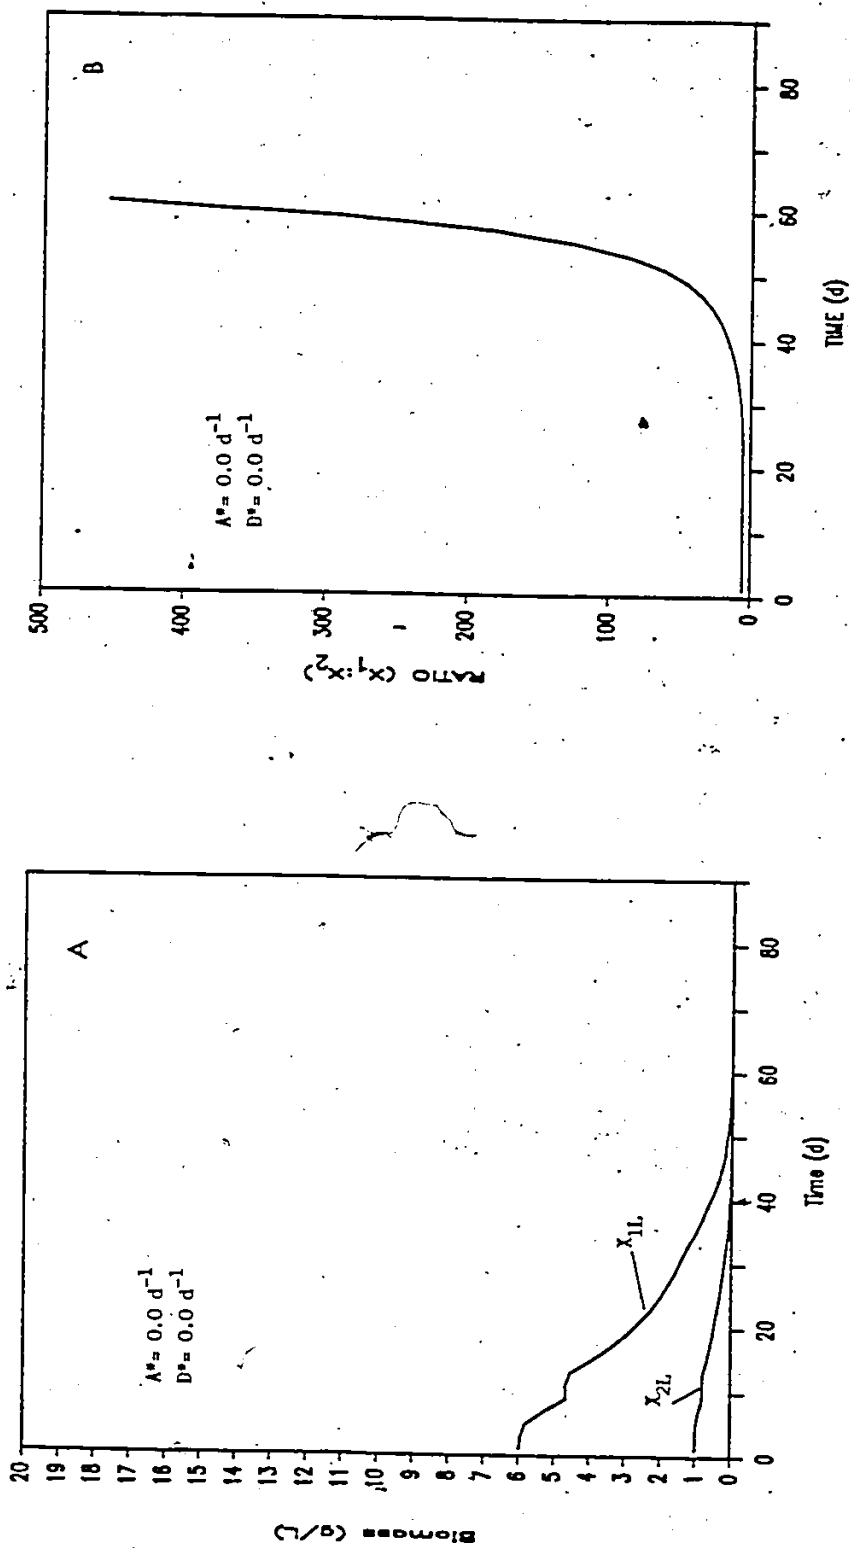 A
A*= 0.0 d⁻¹
D*= 0.0 d⁻¹
20
19
18
17
16
15
14
13
12
11
10
9
8
7
6
5
4
3
2
1
0
Biomass (g/L)
X1L
X2L
0 20 40 60 80
Time (d)
B
A*= 0.0 d⁻¹
D*= 0.0 d⁻¹
500
400
300
200
100
0
RATIO (X1:X2)
0 20 40 60 80
TIME (d)